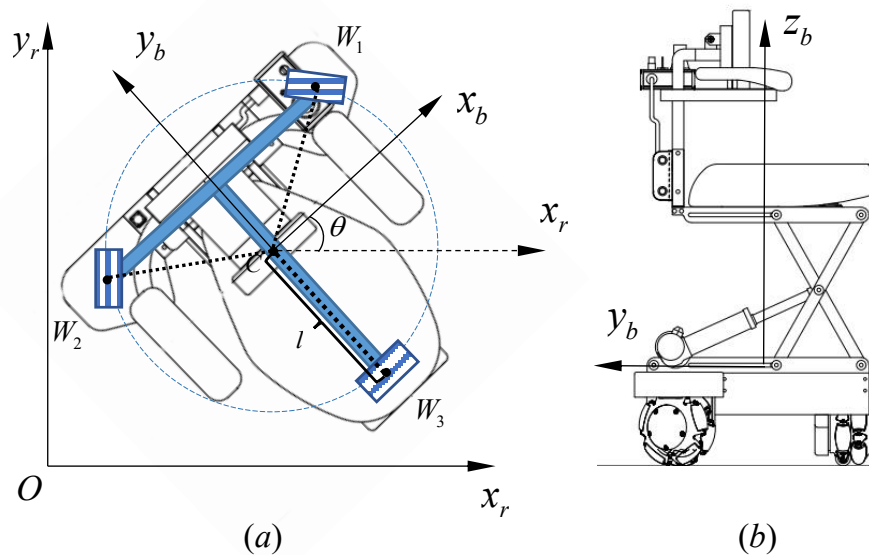 y_r
y_b
W_1
x_b
z_b
x_r
θ
C
y_b
W_2
l
W_3
O
x_r
(a)
(b)